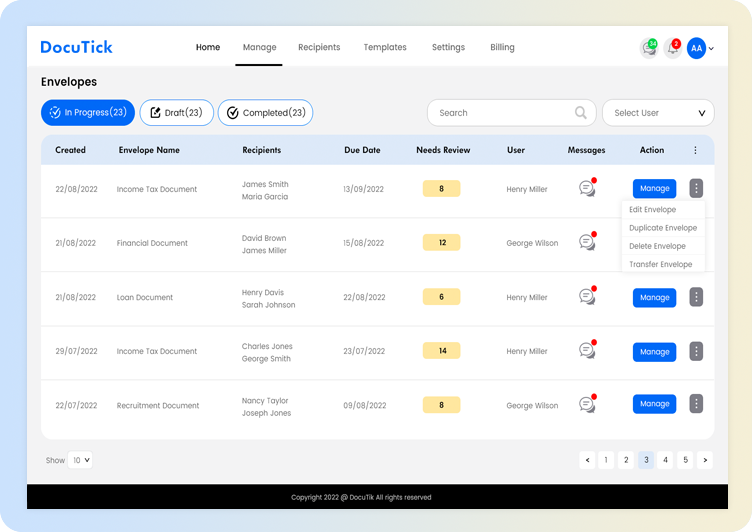 DocuTick
Home Manage Recipients Templates Settings Billing 34 2 AA
Envelopes
In Progress(23) Draft(23) Completed(23) Search Select User
Created Envelope Name Recipients Due Date Needs Review User Messages Action
22/08/2022 Income Tax Document James Smith 13/09/2022 8 Henry Miller Manage
Maria Garcia
Edit Envelope
Duplicate Envelope
Delete Envelope
Transfer Envelope
21/08/2022 Financial Document David Brown 15/08/2022 12 George Wilson
James Miller
21/08/2022 Loan Document Henry Davis 22/08/2022 6 Henry Miller Manage
Sarah Johnson
29/07/2022 Income Tax Document Charles Jones 23/07/2022 14 Henry Miller Manage
George Smith
22/07/2022 Recruitment Document Nancy Taylor 09/08/2022 8 George Wilson Manage
Joseph Jones
Show 10 < 1 2 3 4 5 >
Copyright 2022 @ DocuTik All rights reserved